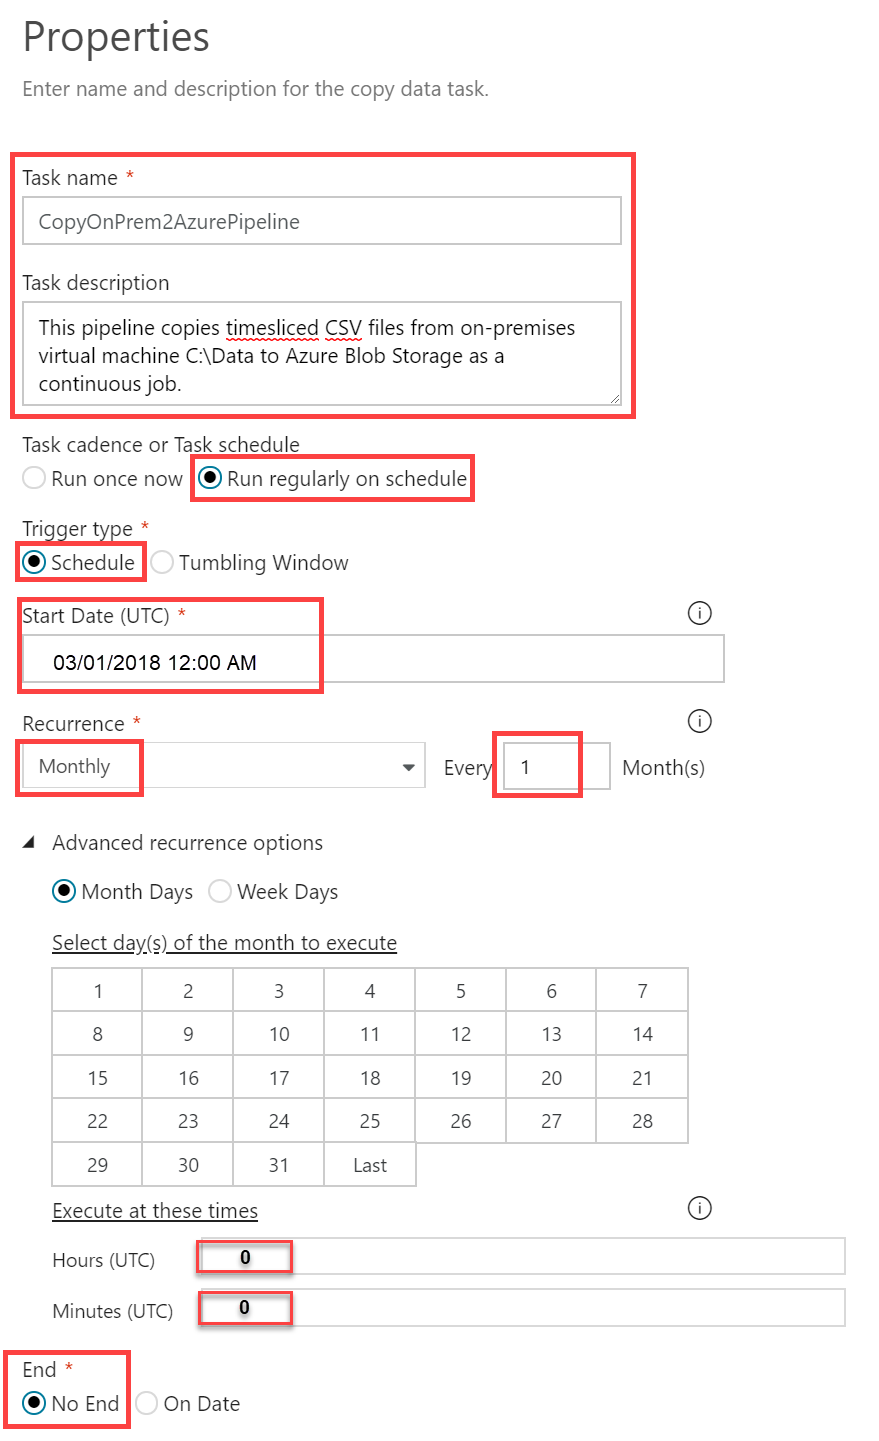 Properties
Enter name and description for the copy data task.
Task name *
CopyOnPrem2AzurePipeline
Task description
This pipeline copies timesliced CSV files from on-premises
virtual machine C:\Data to Azure Blob Storage as a
continuous job.
Task cadence or Task schedule
Run once now Run regularly on schedule
Trigger type *
Schedule Tumbling Window
Start Date (UTC) *
03/01/2018 12:00 AM
Recurrence *
Monthly Every 1 Month(s)
Advanced recurrence options
Month Days Week Days
Select day(s) of the month to execute
1 2 3 4 5 6 7
8 9 10 11 12 13 14
15 16 17 18 19 20 21
22 23 24 25 26 27 28
29 30 31 Last
Execute at these times
Hours (UTC) 0
Minutes (UTC) 0
End *
No End On Date